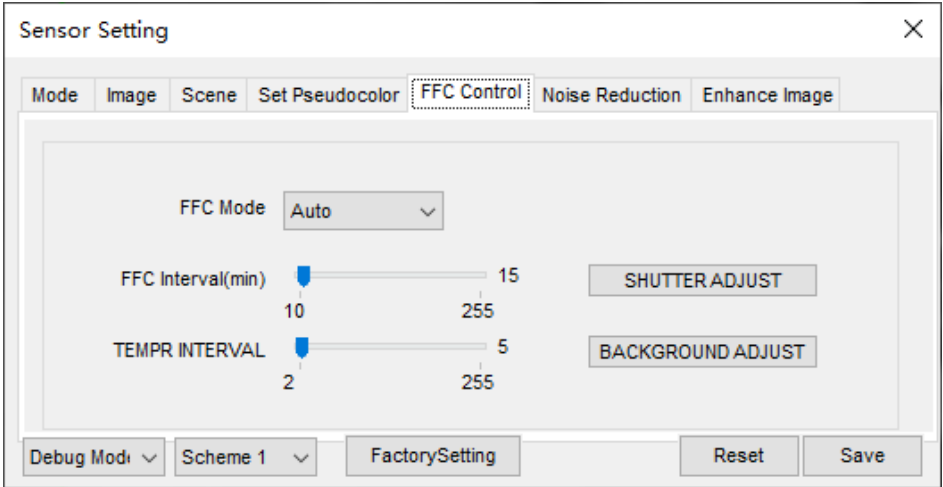 Sensor Setting
Mode Image Scene Set Pseudocolor FFC Control Noise Reduction Enhance Image
FFC Mode Auto
FFC Interval(min) 15 SHUTTER ADJUST
10 255
TEMPR INTERVAL 5 BACKGROUND ADJUST
2 255
Debug Mod Scheme 1 FactorySetting Reset Save